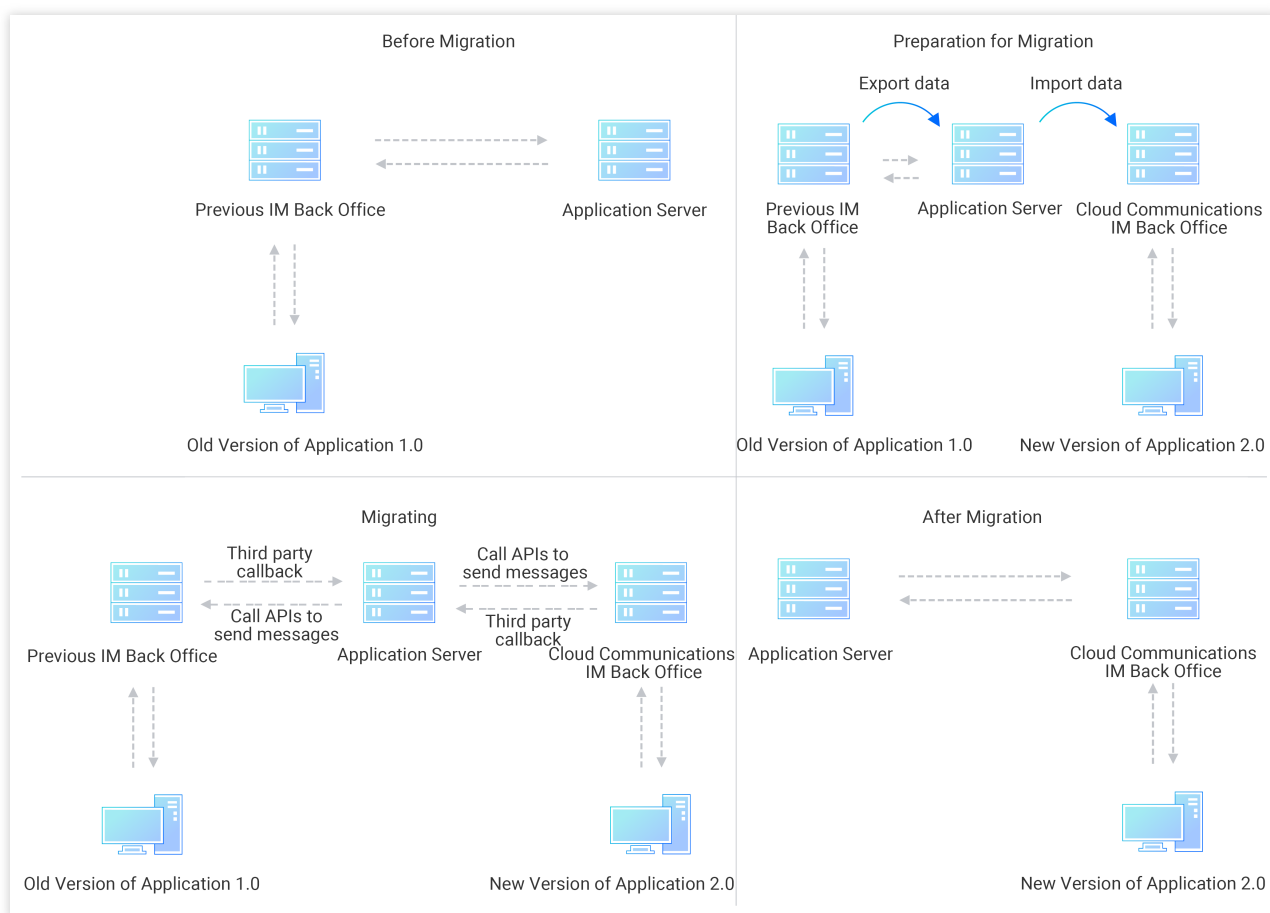 Before Migration
Previous IM Back Office
Application Server
Old Version of Application 1.0
Preparation for Migration
Export data
Import data
Previous IM
Back Office
Application Server
Cloud Communications
IM Back Office
Old Version of Application 1.0
New Version of Application 2.0
Migrating
Third party
callback
Call APIs to
send messages
Call APIs to
send messages
Third party
callback
Previous IM Back Office
Application Server
Cloud Communications
IM Back Office
Old Version of Application 1.0
New Version of Application 2.0
After Migration
Application Server
Cloud Communications
IM Back Office
New Version of Application 2.0